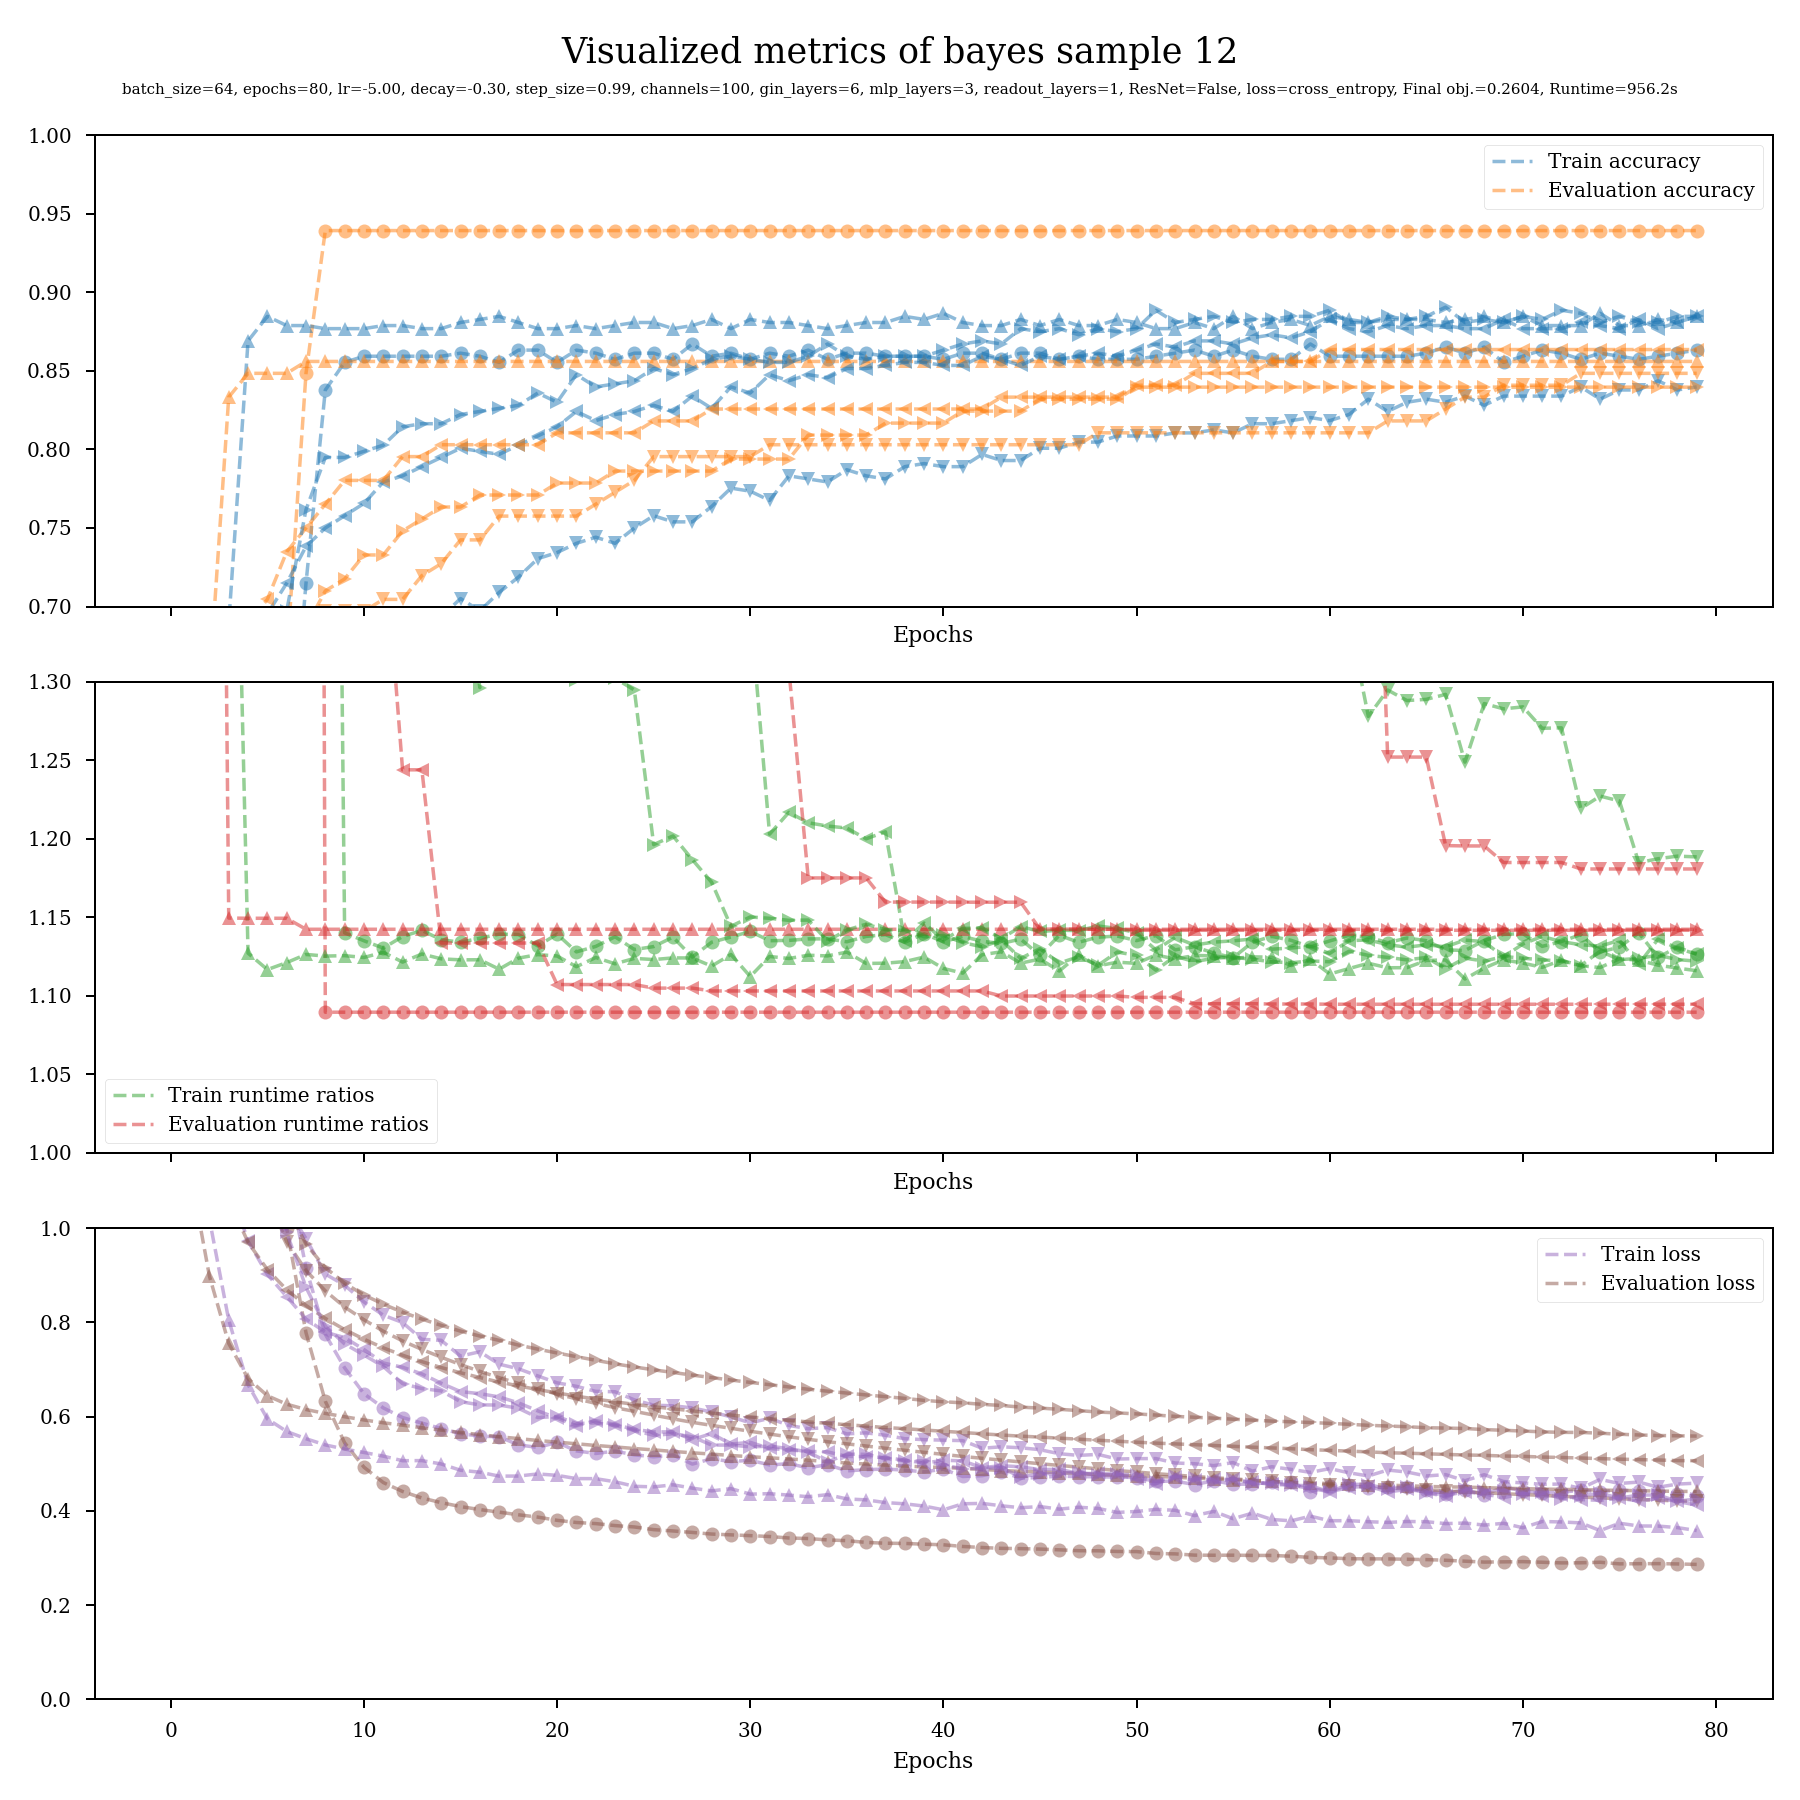 Visualized metrics of bayes sample 12
batch_size=64, epochs=80, lr=-5.00, decay=-0.30, step_size=0.99, channels=100, gin_layers=6, mlp_layers=3, readout_layers=1, ResNet=False, loss=cross_entropy, Final obj.=0.2604, Runtime=956.2s
1.00
0.95
0.90
0.85
0.80
0.75
0.70
Train accuracy
Evaluation accuracy
Epochs
1.30
1.25
1.20
1.15
1.10
1.05
1.00
Train runtime ratios
Evaluation runtime ratios
Epochs
1.0
0.8
0.6
0.4
0.2
0.0
Train loss
Evaluation loss
0 10 20 30 40 50 60 70 80
Epochs